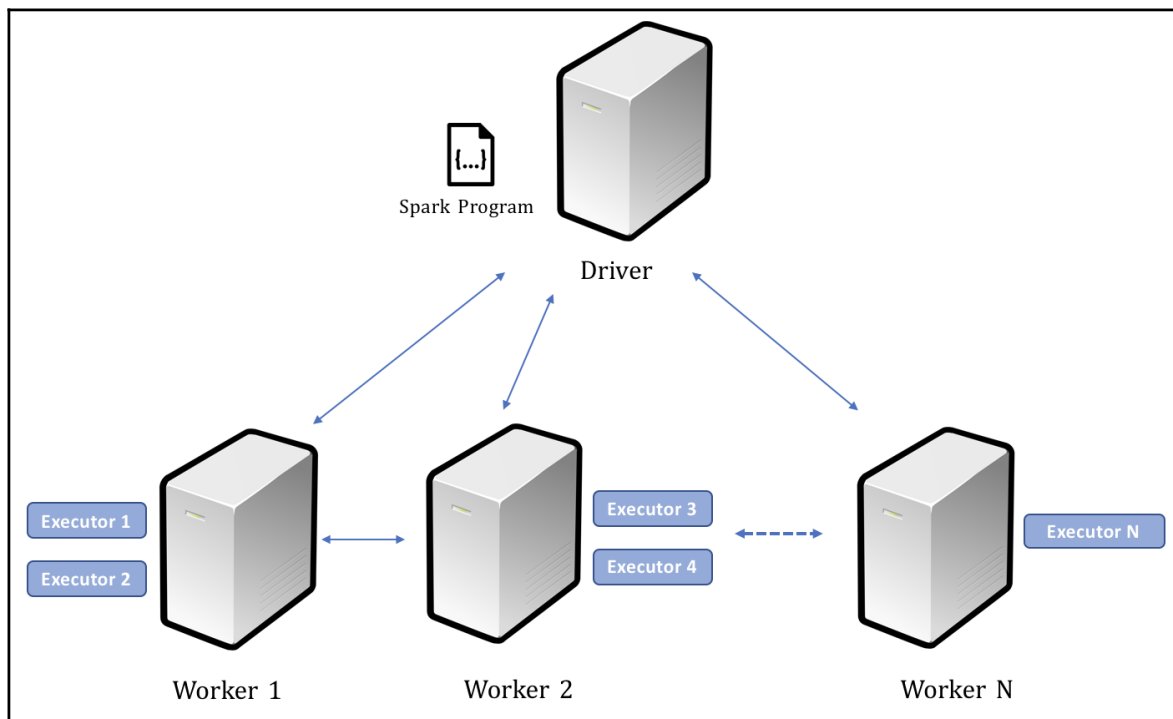 {...}
Spark Program
Driver
Executor 1
Executor 2
Executor 3
Executor 4
Executor N
Worker 1
Worker 2
Worker N